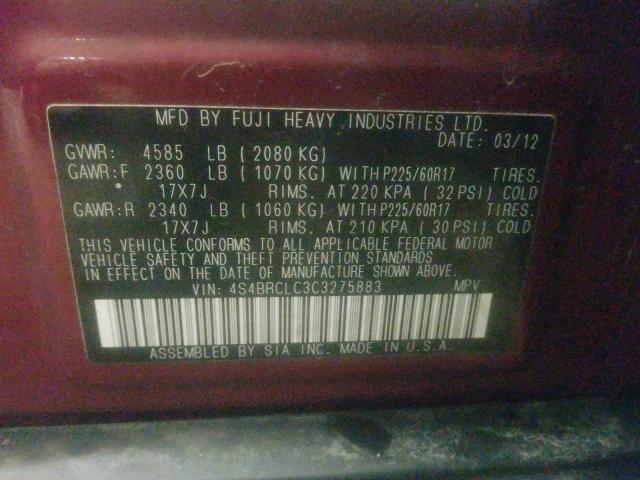 MFD BY FUJI HEAVY INDUSTRIES LTD.
DATE: 03/12
GVWR: 4585 LB ( 2080 KG)
GAWR:F 2360 LB ( 1070 KG) WITHP225/60R17 TIRES.
17X7J RIMS. AT 220 KPA ( 32 PSI) COLD
GAWR:R 2340 LB ( 1060 KG) WITHP225/60R17 TIRES.
17X7J RIMS. AT 210 KPA ( 30 PSI) COLD
THIS VEHICLE CONFORMS TO ALL APPLICABLE FEDERAL MOTOR
VEHICLE SAFETY AND THEFT PREVENTION STANDARDS
IN EFFECT ON THE DATE OF MANUFACTURE SHOWN ABOVE.
VIN: 4S4BRCLC3C3275883 MPV
ASSEMBLED BY SIA INC. MADE IN U.S.A.